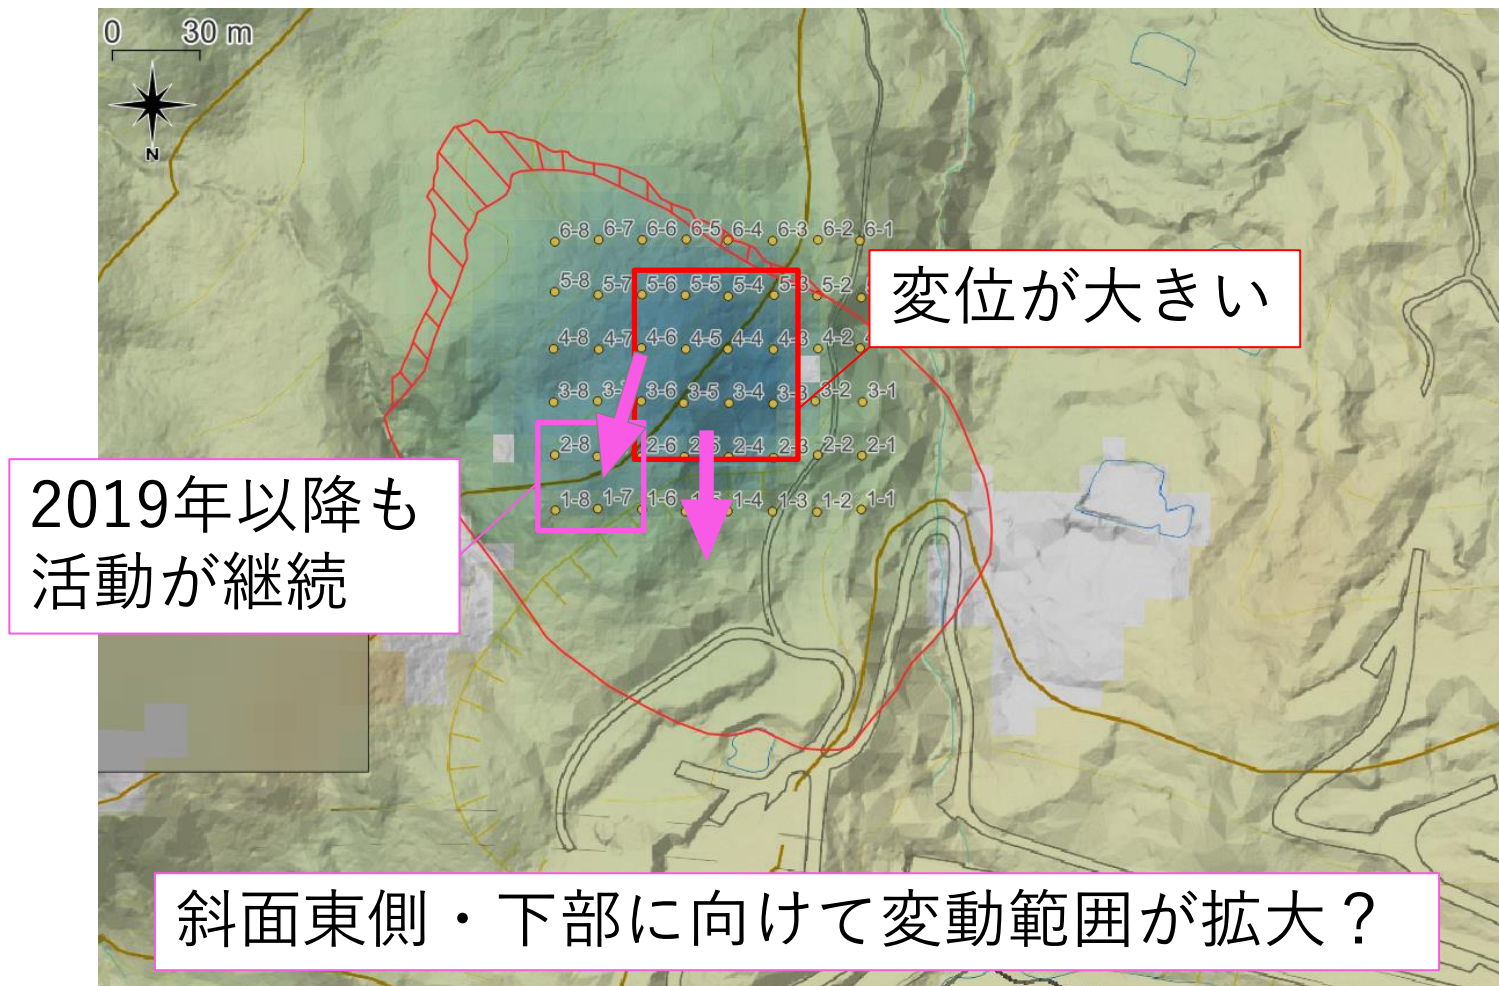 0 30 m
N
6-8 6-7 6-6 6-5 6-4 6-3 6-2 6-1
5-8 5-7 5-6 5-5 5-4 5-3 5-2
変位が大きい
4-8 4-7 4-6 4-5 4-4 4-3 4-2
3-8 3-6 3-5 3-4 3-3 3-2 3-1
2-8 2-6 2-5 2-4 2-3 2-2 2-1
1-8 1-7 1-6 1-5 1-4 1-3 1-2 1-1
2019年以降も
活動が継続
斜面東側・下部に向けて変動範囲が拡大？